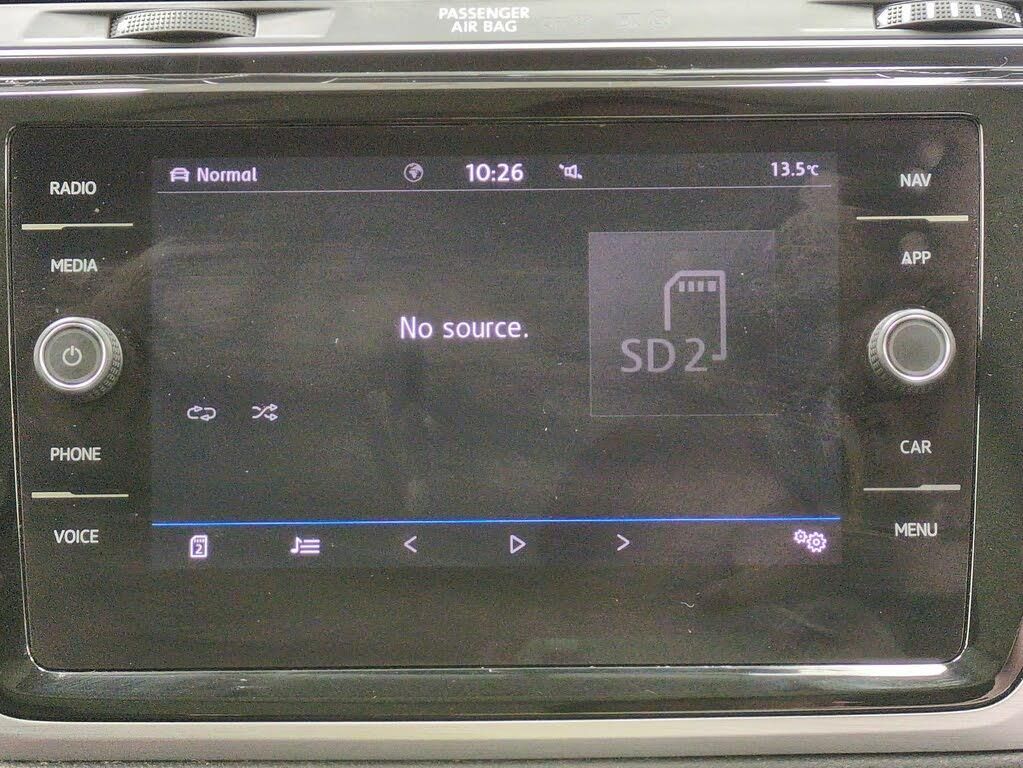 PASSENGER
AIR BAG
Normal
10:26
13.5°C
RADIO
MEDIA
PHONE
VOICE
No source.
SD2
2
NAV
APP
CAR
MENU